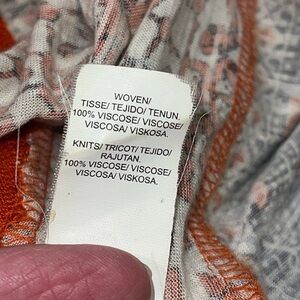 WOVEN/
TISSE/ TEJIDO/ TENUN.
100% VISCOSE/ VISCOSE/
VISCOSA/ VISKOSA.
KNITS/ TRICOT/ TEJIDO/
RAJUTAN.
100% VISCOSE/ VISCOSE/
VISCOSA/ VISKOSA.